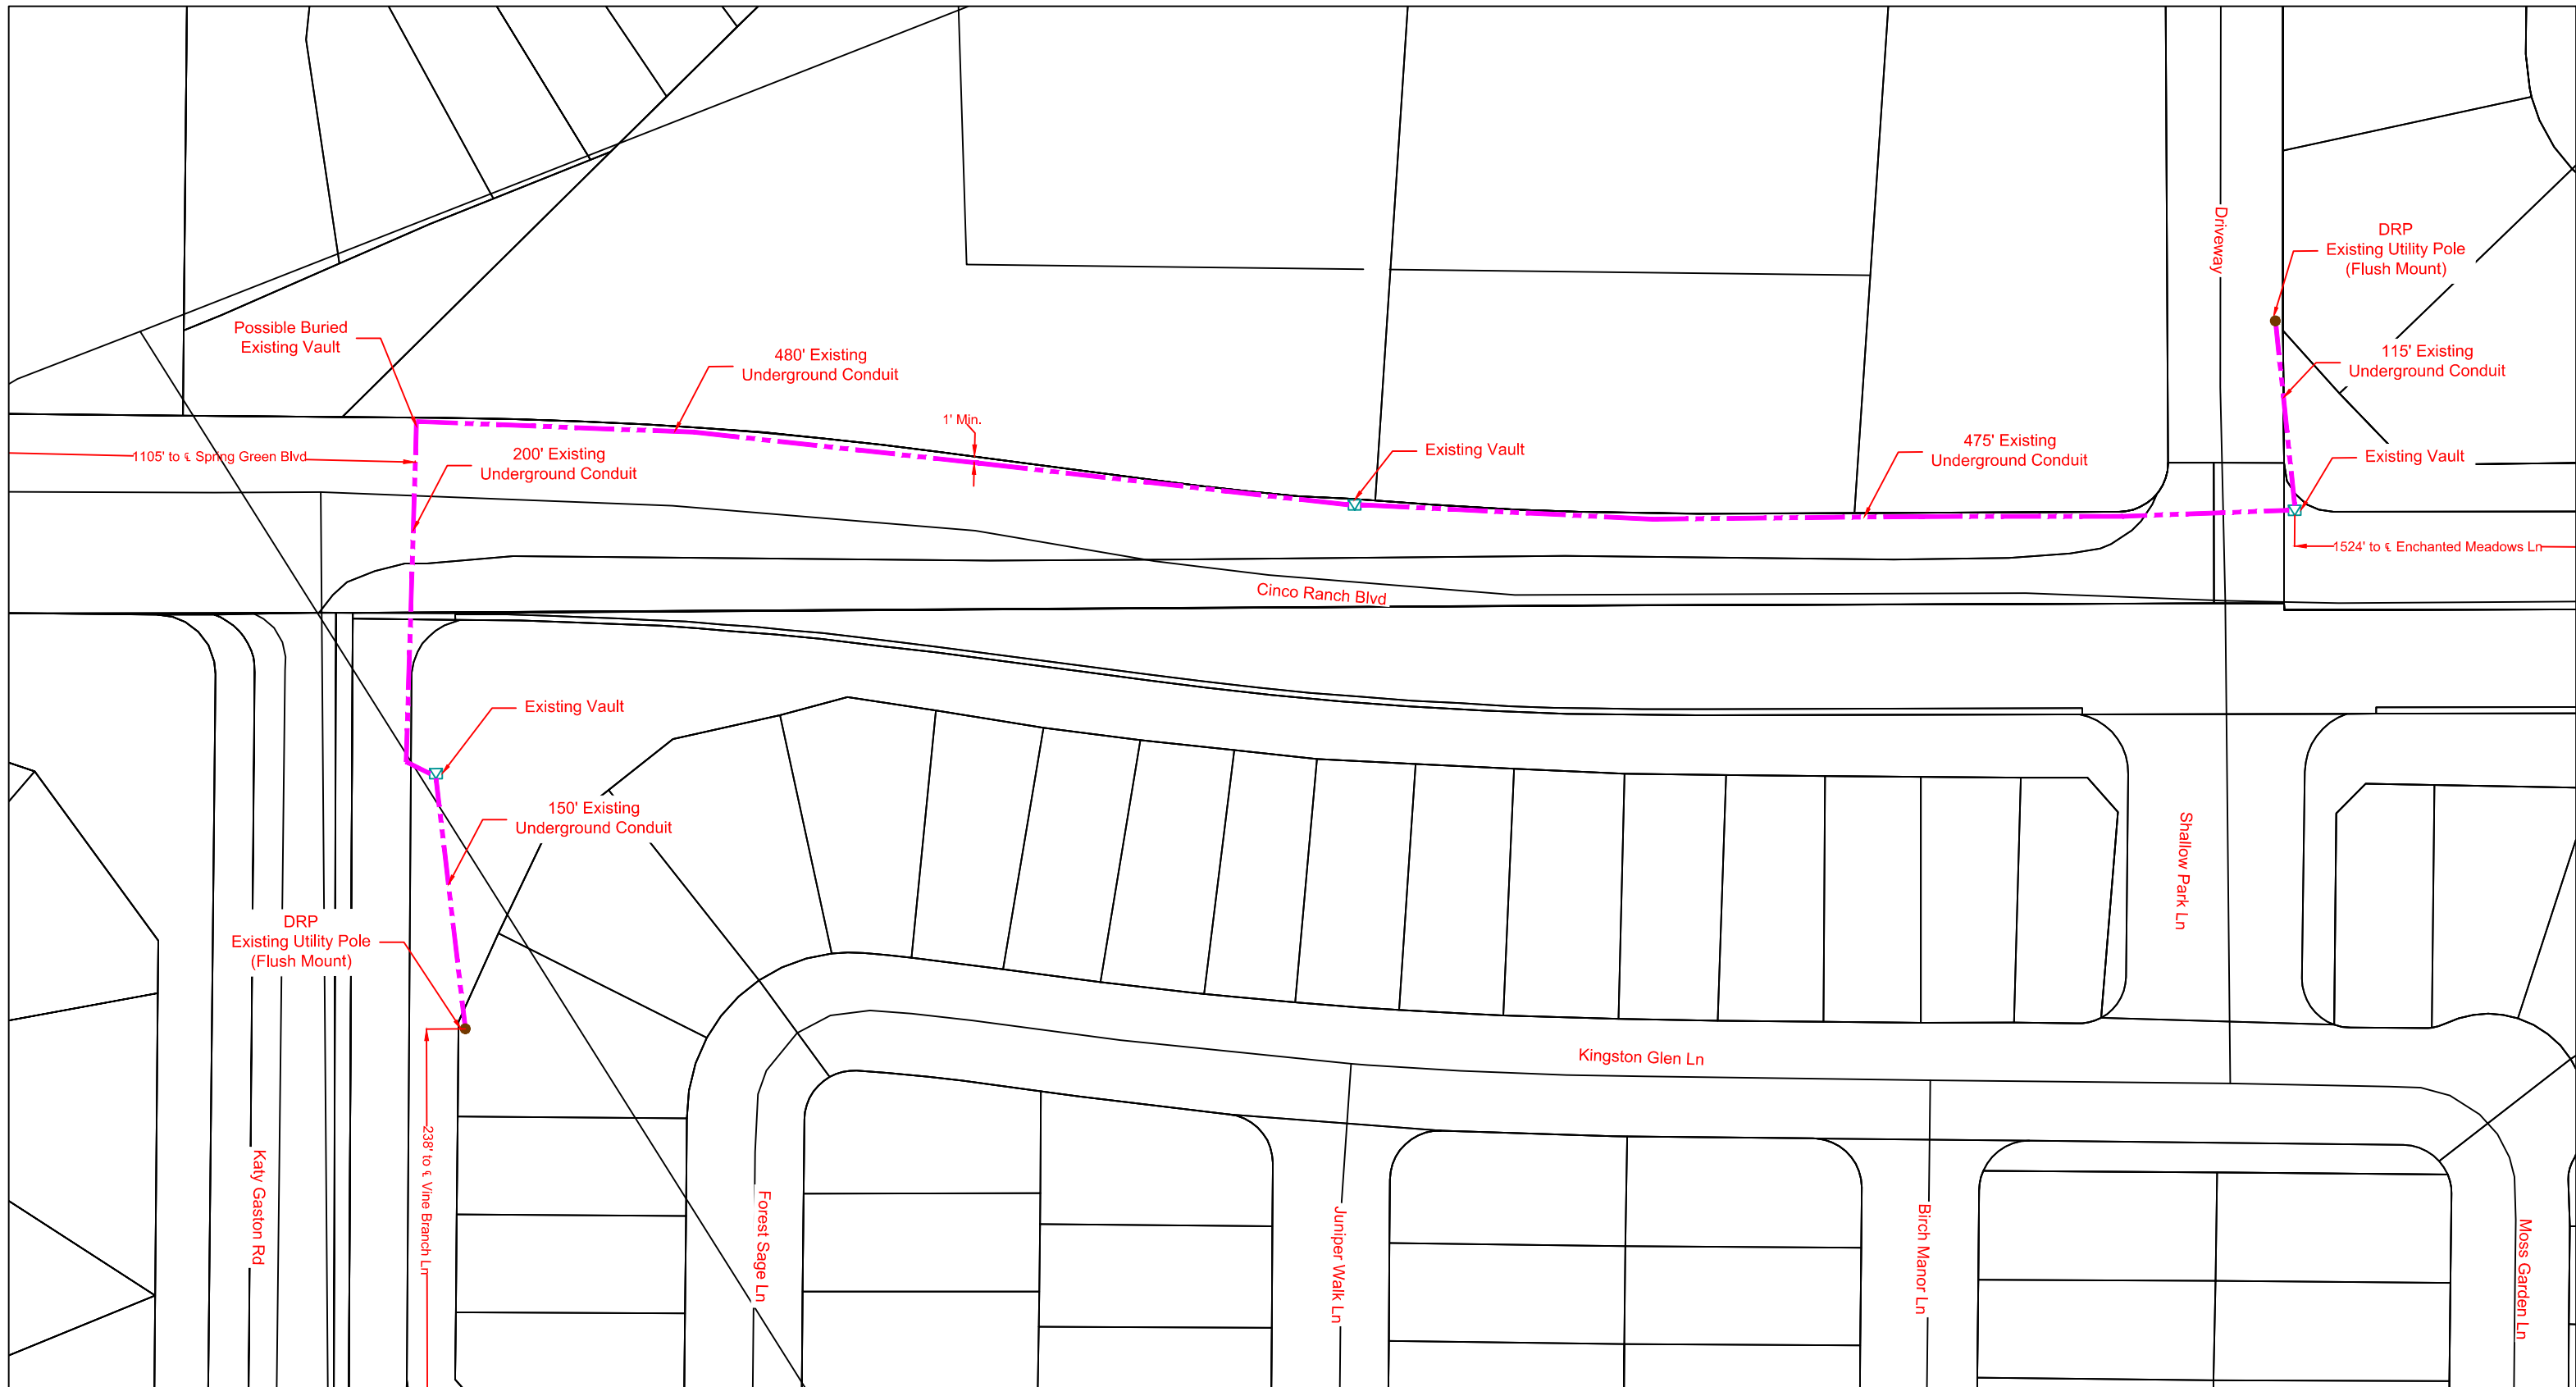 Driveway
DRP
Existing Utility Pole
(Flush Mount)
Possible Buried
Existing Vault
480' Existing
Underground Conduit
115' Existing
Underground Conduit
1' Min.
1105' to ℄ Spring Green Blvd
200' Existing
Underground Conduit
Existing Vault
475' Existing
Underground Conduit
Existing Vault
1524' to ℄ Enchanted Meadows Ln
Cinco Ranch Blvd
Existing Vault
150' Existing
Underground Conduit
Shallow Park Ln
DRP
Existing Utility Pole
(Flush Mount)
Kingston Glen Ln
238' to ℄ Vine Branch Ln
Katy Gaston Rd
Forest Sage Ln
Juniper Walk Ln
Birch Manor Ln
Moss Garden Ln